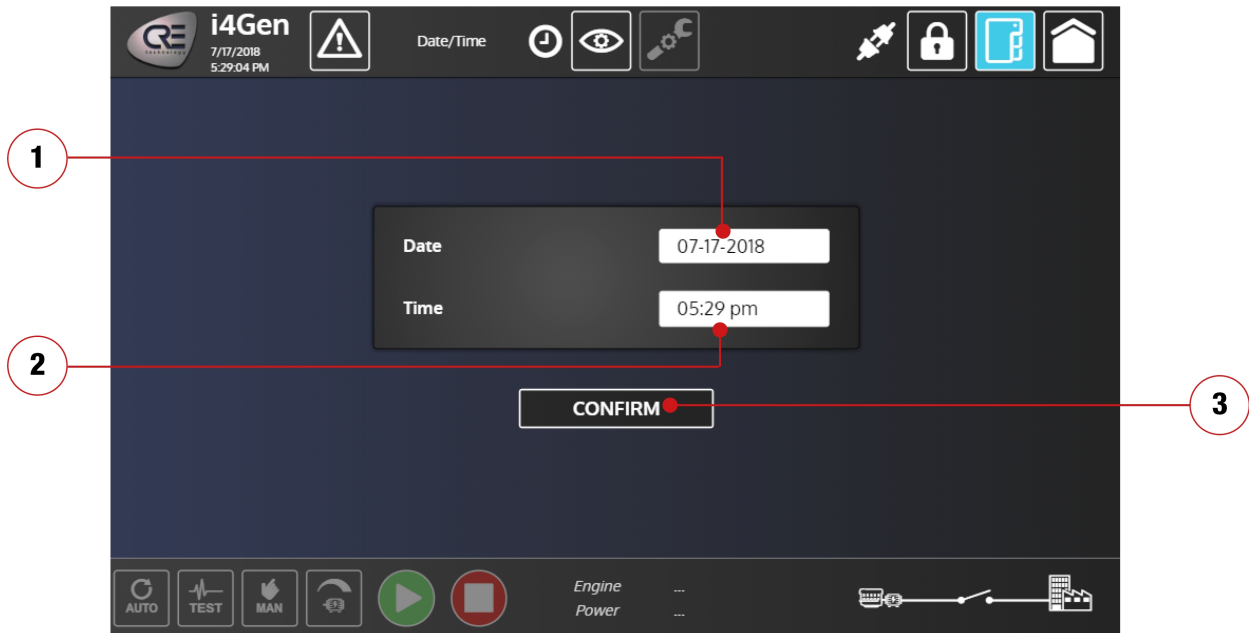 CRE
Technology
i4Gen
7/17/2018
5:29:04 PM
Date/Time
1
Date
07-17-2018
Time
05:29 pm
2
CONFIRM
3
AUTO
TEST
MAN
Engine ...
Power ...